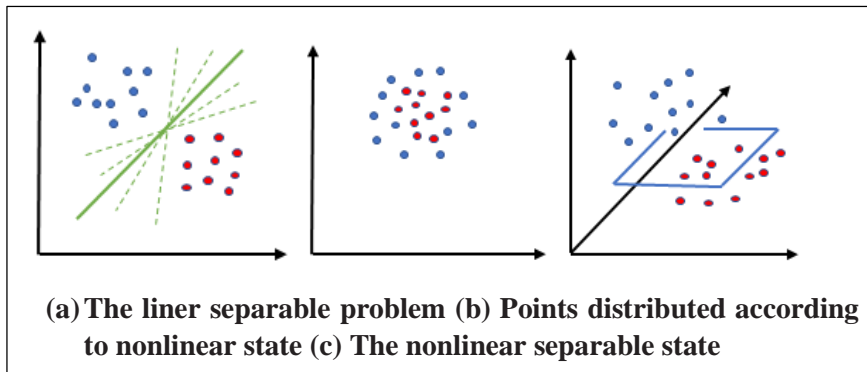 (a) The liner separable problem (b) Points distributed according
to nonlinear state (c) The nonlinear separable state